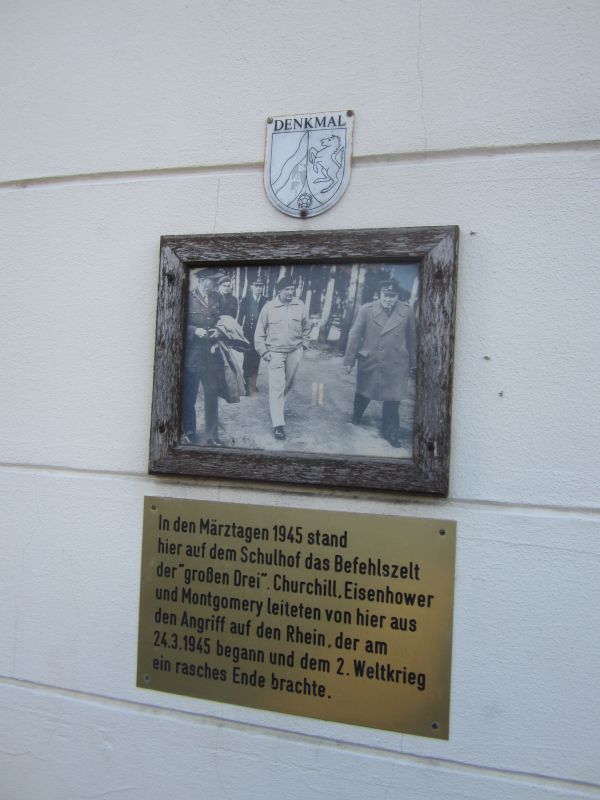 DENKMAL
In den Märztagen 1945 stand
hier auf dem Schulhof das Befehlszelt
der "großen Drei". Churchill, Eisenhower
und Montgomery leiteten von hier aus
den Angriff auf den Rhein, der am
24.3.1945 begann und dem 2. Weltkrieg
ein rasches Ende brachte.